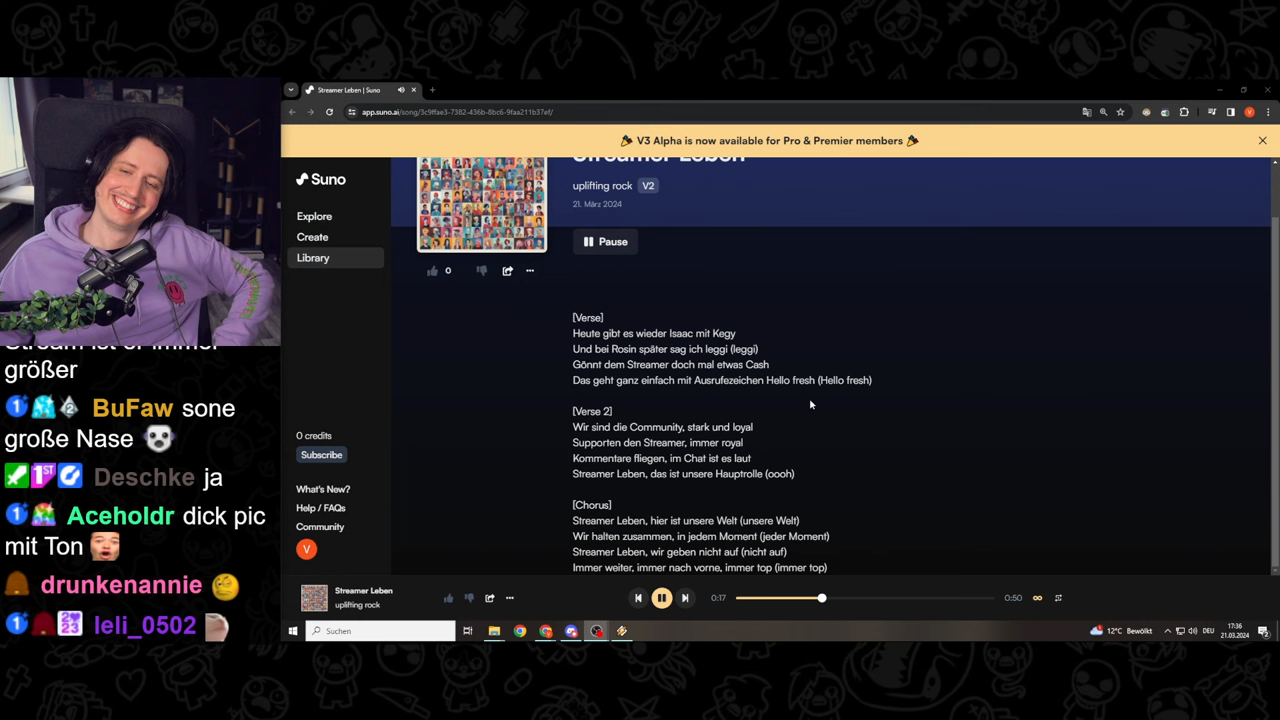 Streamer Leben | Suno
app.suno.ai/song/3c9ffae3-7382-436b-8bc6-9faa211b37ef/
V3 Alpha is now available for Pro & Premier members
Suno
Explore
Create
Library
0 credits
Subscribe
What's New?
Help / FAQs
Community
V
Streamer Leben
uplifting rock V2
21. März 2024
Pause
0
[Verse]
Heute gibt es wieder Isaac mit Kegy
Und bei Rosin später sag ich leggi (leggi)
Gönnt dem Streamer doch mal etwas Cash
Das geht ganz einfach mit Ausrufezeichen Hello fresh (Hello fresh)
[Verse 2]
Wir sind die Community, stark und loyal
Supporten den Streamer, immer royal
Kommentare fliegen, im Chat ist es laut
Streamer Leben, das ist unsere Hauptrolle (oooh)
[Chorus]
Streamer Leben, hier ist unsere Welt (unsere Welt)
Wir halten zusammen, in jedem Moment (jeder Moment)
Streamer Leben, wir geben nicht auf (nicht auf)
Immer weiter, immer nach vorne, immer top (immer top)
Stream ist er immer
größer
BuFaw sone
große Nase
Deschke ja
Aceholdr dick pic
mit Ton
drunkenannie
leli_0502
Streamer Leben
uplifting rock
0:17
0:50
Suchen
12°C Bewölkt
DEU
17:36
21.03.2024